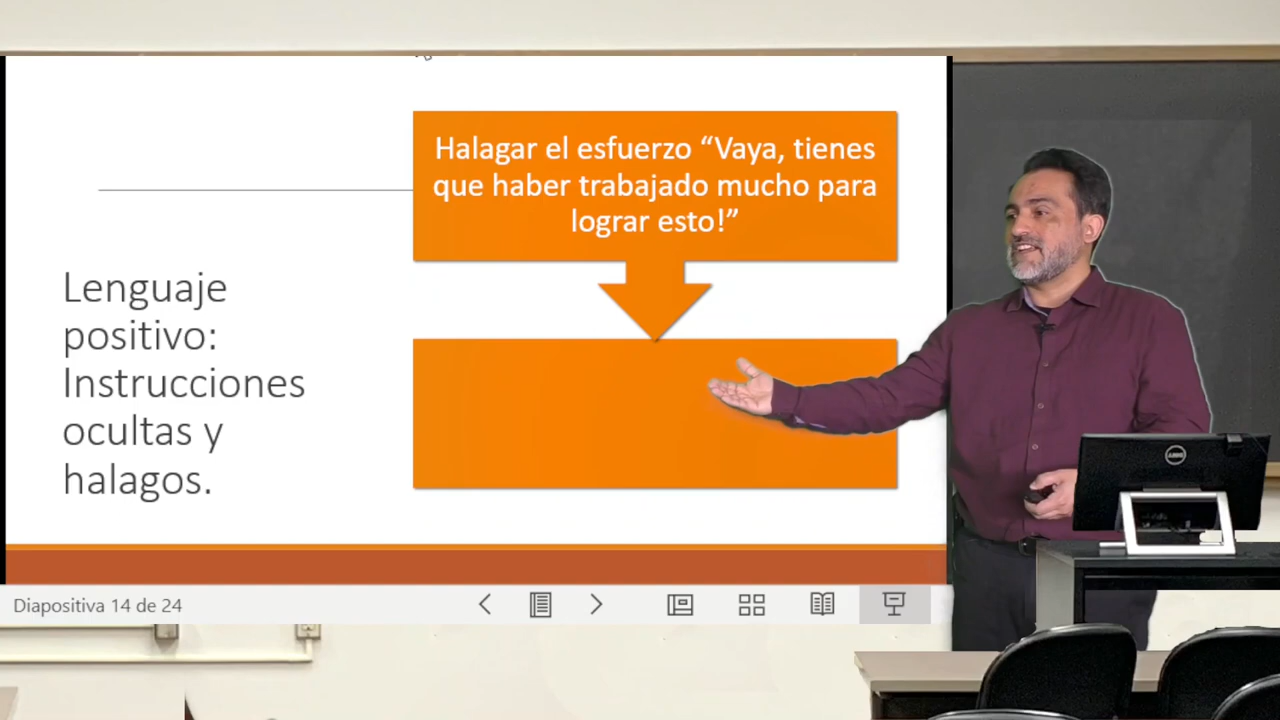 Halagar el esfuerzo “Vaya, tienes
que haber trabajado mucho para
lograr esto!”
Lenguaje
positivo:
Instrucciones
ocultas y
halagos.
Diapositiva 14 de 24
DELL